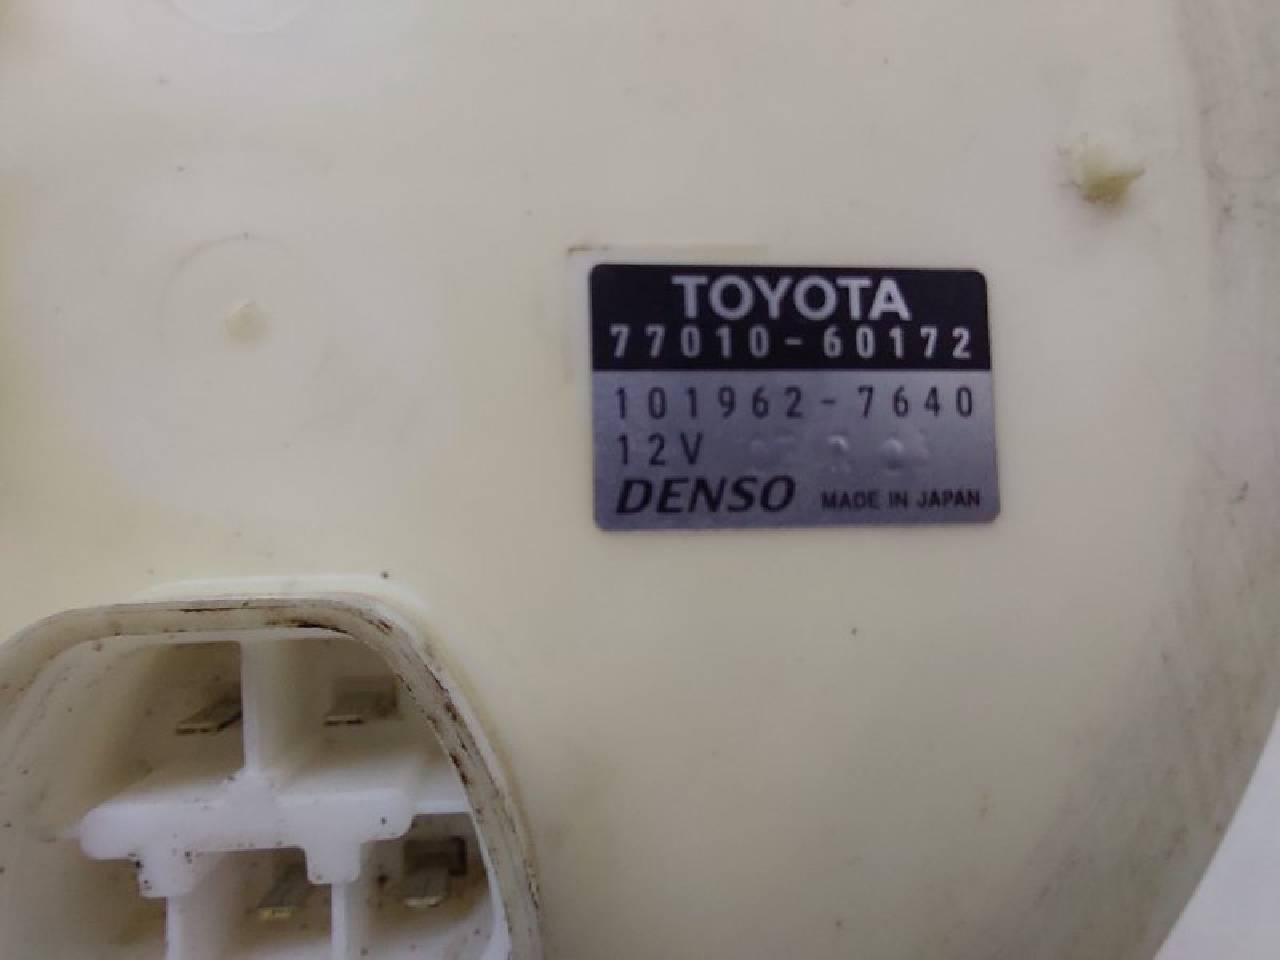 TOYOTA
77010-60172
101962-7640
12V
DENSO MADE IN JAPAN